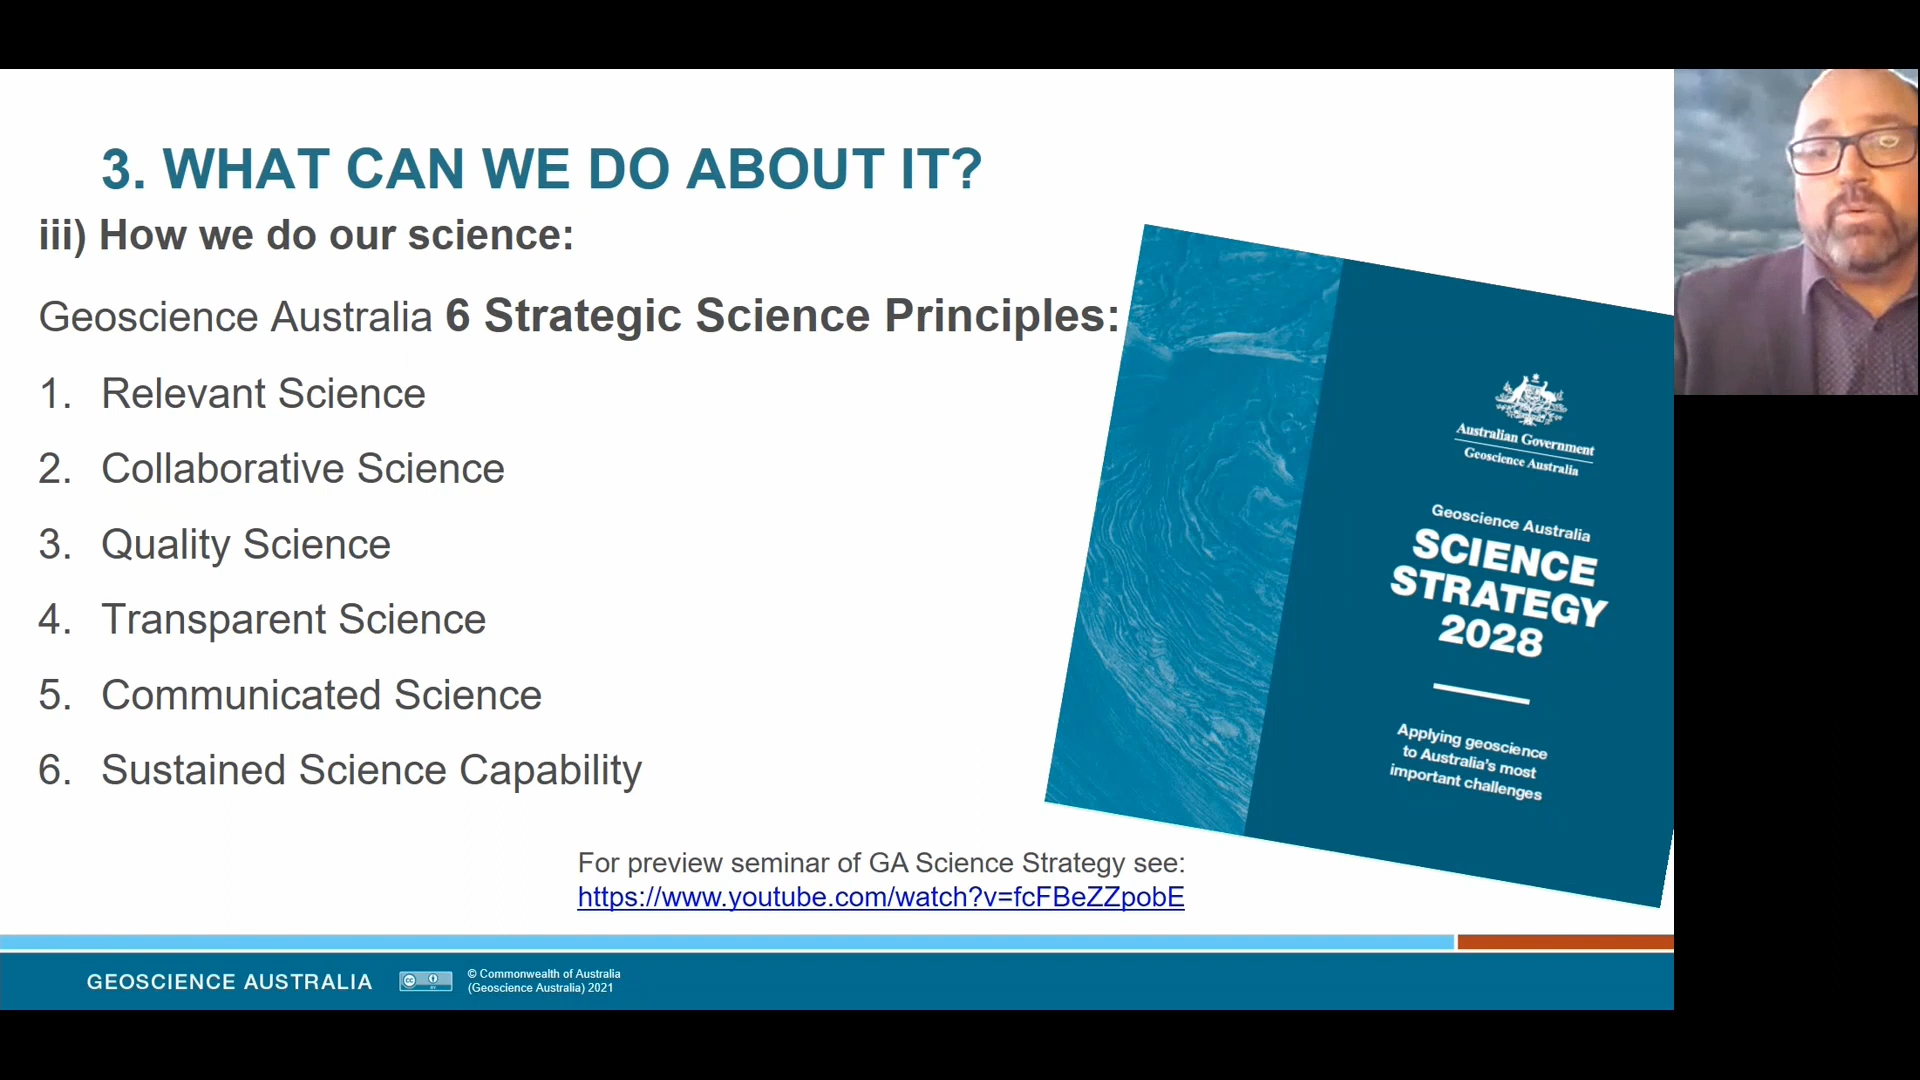 3. WHAT CAN WE DO ABOUT IT?
iii) How we do our science:
Geoscience Australia 6 Strategic Science Principles:
1. Relevant Science
2. Collaborative Science
3. Quality Science
4. Transparent Science
5. Communicated Science
6. Sustained Science Capability
Australian Government
Geoscience Australia
Geoscience Australia
SCIENCE
STRATEGY
2028
Applying geoscience
to Australia's most
important challenges
For preview seminar of GA Science Strategy see:
https://www.youtube.com/watch?v=fcFBeZZpobE
GEOSCIENCE AUSTRALIA
cc
BY
© Commonwealth of Australia
(Geoscience Australia) 2021